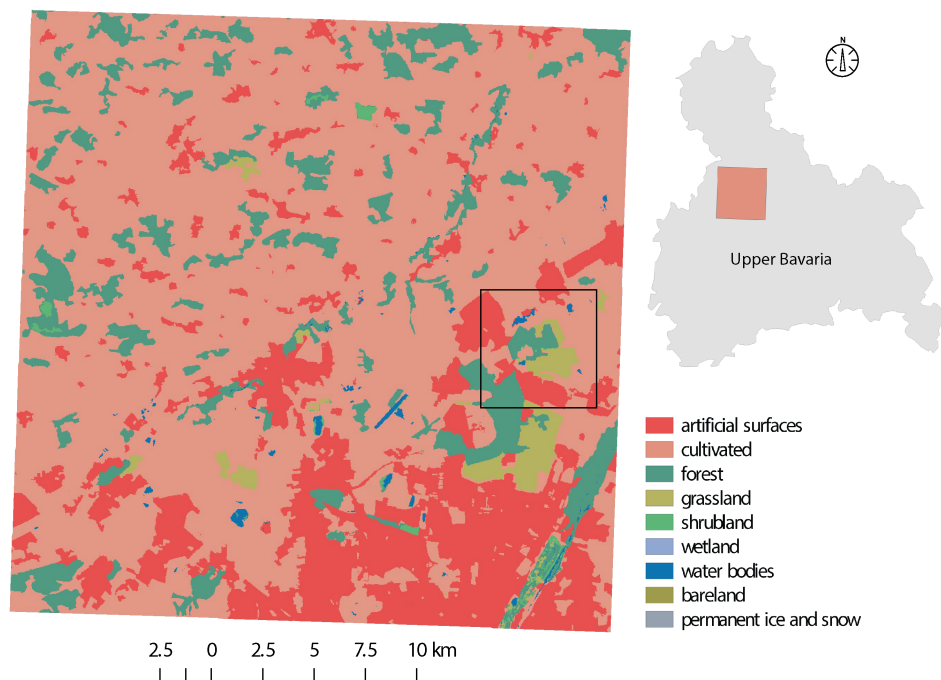 N
Upper Bavaria
artificial surfaces
cultivated
forest
grassland
shrubland
wetland
water bodies
bareland
permanent ice and snow
2.5 0 2.5 5 7.5 10 km